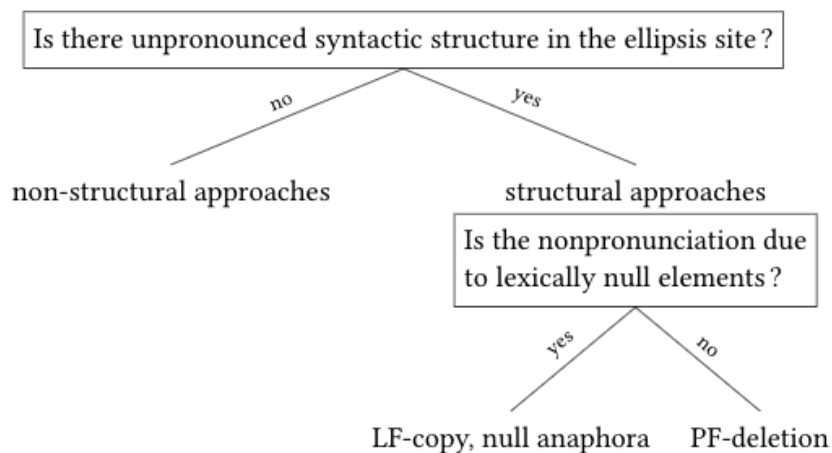 Is there unpronounced syntactic structure in the ellipsis site?
no
yes
non-structural approaches
structural approaches
Is the nonpronunciation due
to lexically null elements?
yes
no
LF-copy, null anaphora
PF-deletion